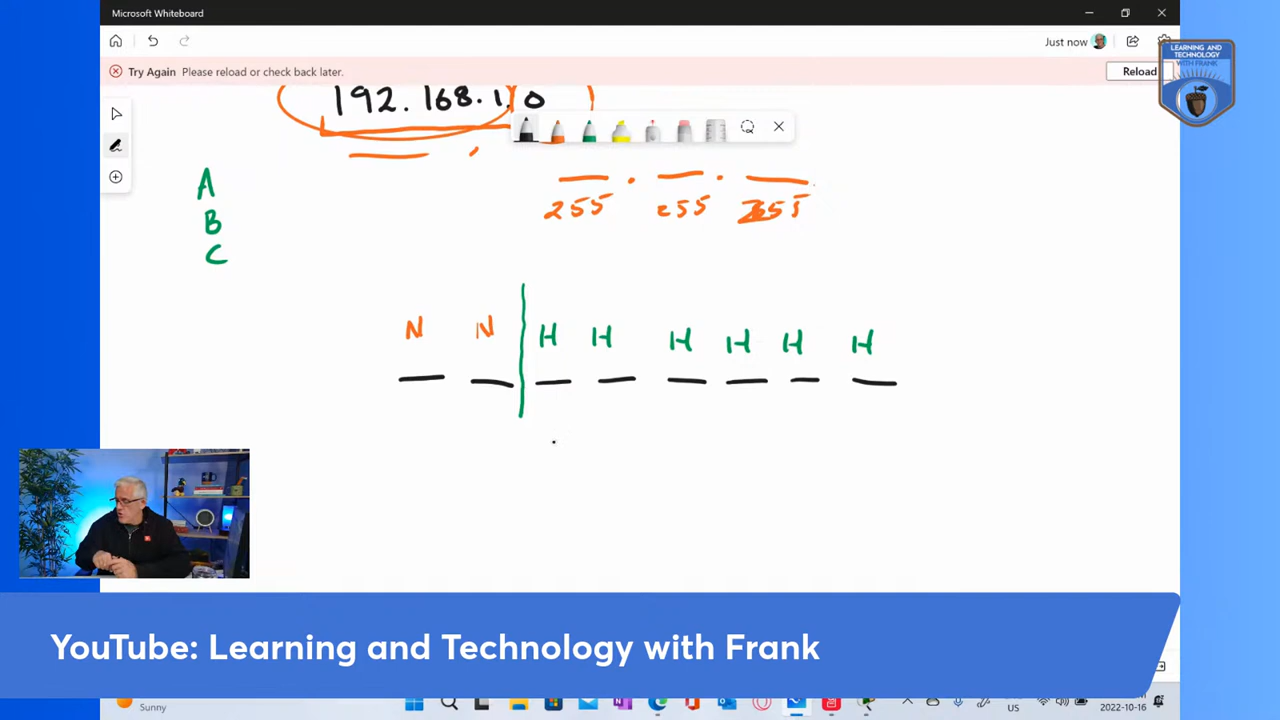 Microsoft Whiteboard
Just now
LEARNING AND
TECHNOLOGY
WITH FRANK
Try Again Please reload or check back later.
Reload
192.168.1.0
A
B
C
255 . 255 . 255
N N H H H H H H
YouTube: Learning and Technology with Frank
Sunny
US
2022-10-16